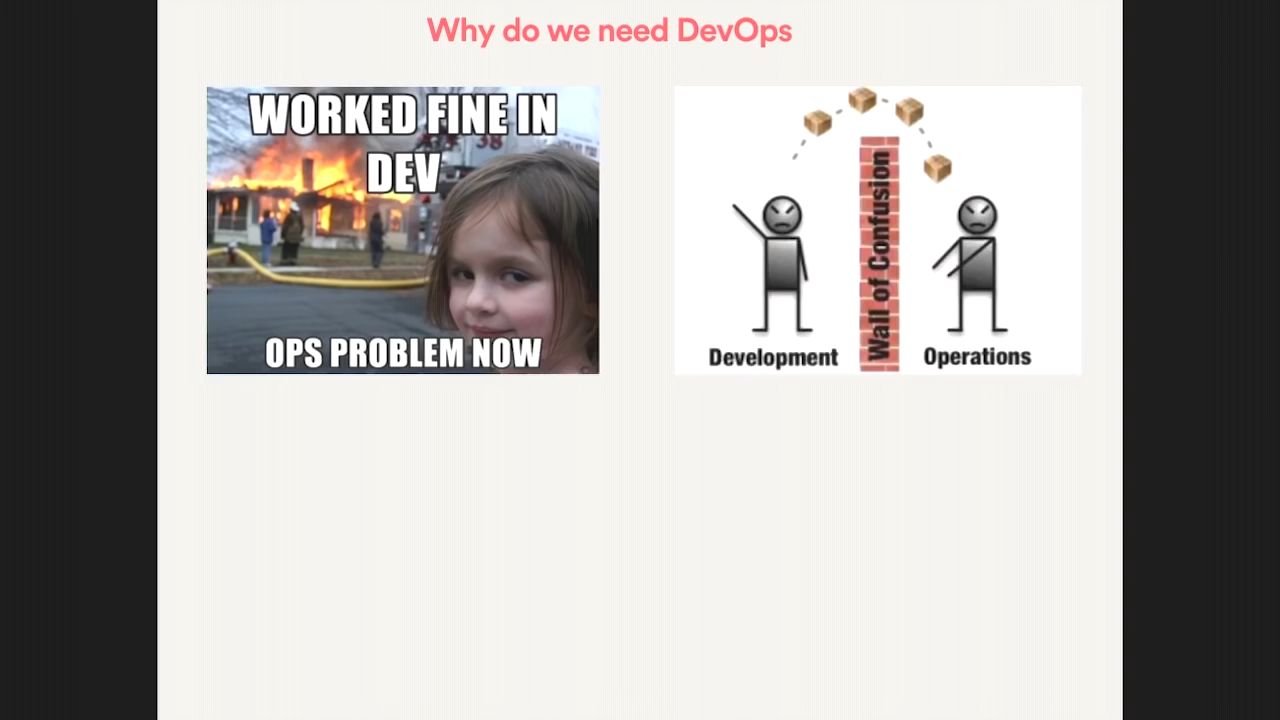 Why do we need DevOps
WORKED FINE IN
DEV
OPS PROBLEM NOW
Wall of Confusion
Development
Operations